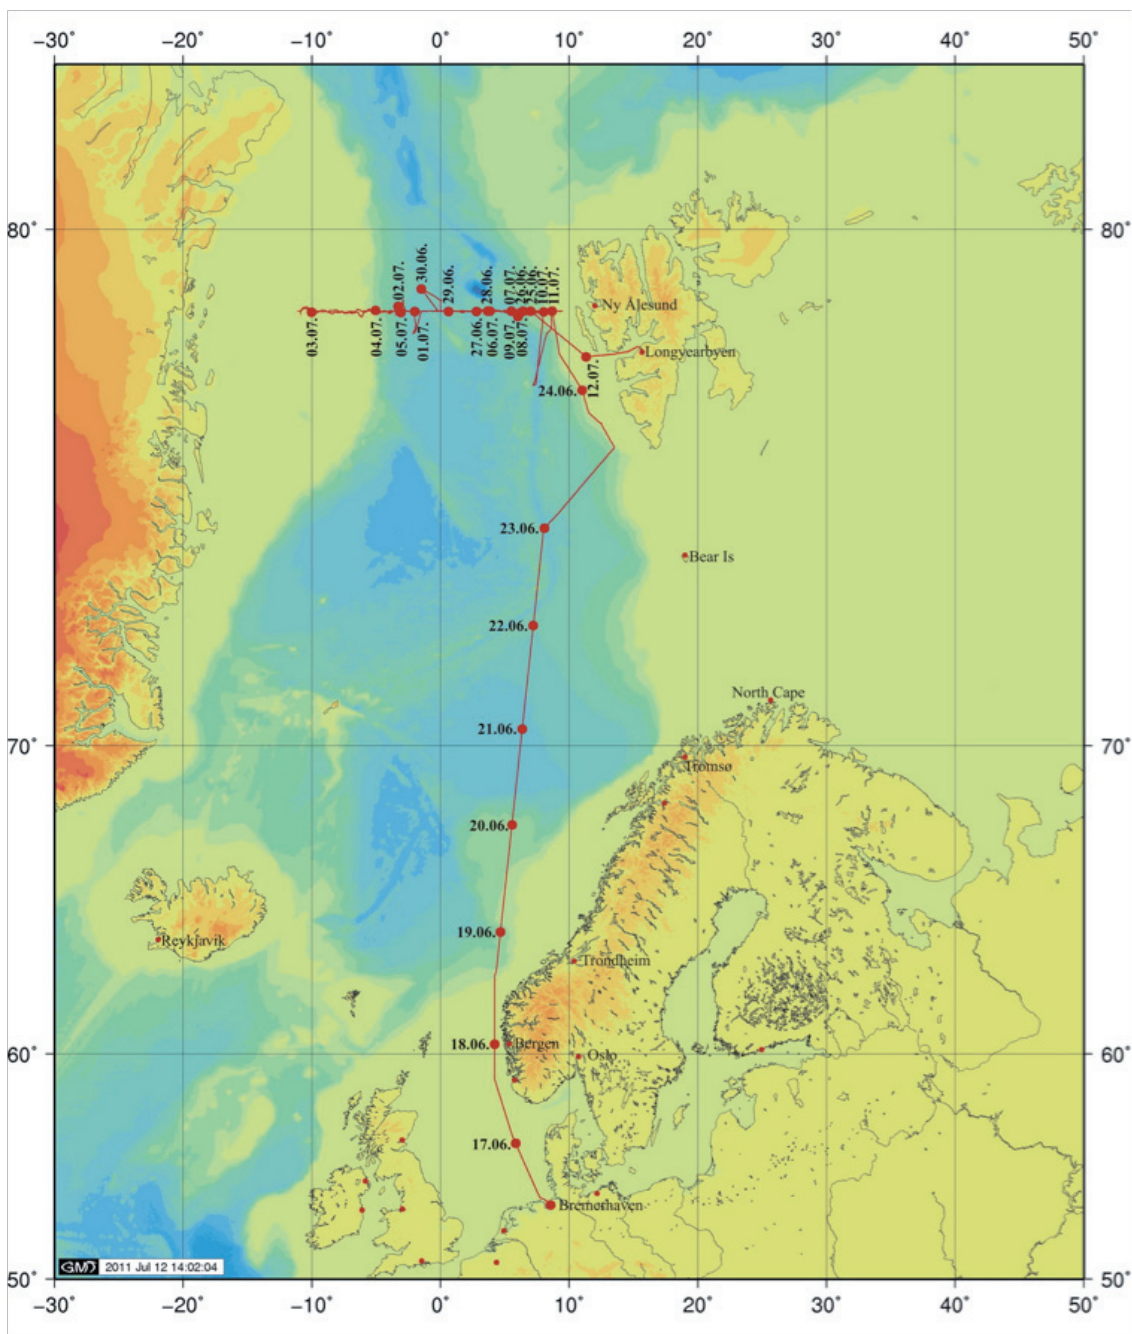 −30° −20° −10° 0° 10° 20° 30° 40° 50°
80° 80°
30.06.
02.07.
29.06.
28.06.
07.07.
26.06.
25.06.
10.07.
11.07.
03.07.
04.07.
05.07.
01.07.
27.06.
06.07.
09.07.
08.07.
Ny Ålesund
Longyearbyen
12.07.
24.06.
23.06.
Bear Is
22.06.
North Cape
21.06.
70° 70°
Tromsø
20.06.
19.06.
Reykjavik
Trondheim
18.06.
Bergen
Oslo
60° 60°
17.06.
Bremerhaven
GMT 2011 Jul 12 14:02:04
50° 50°
−30° −20° −10° 0° 10° 20° 30° 40° 50°